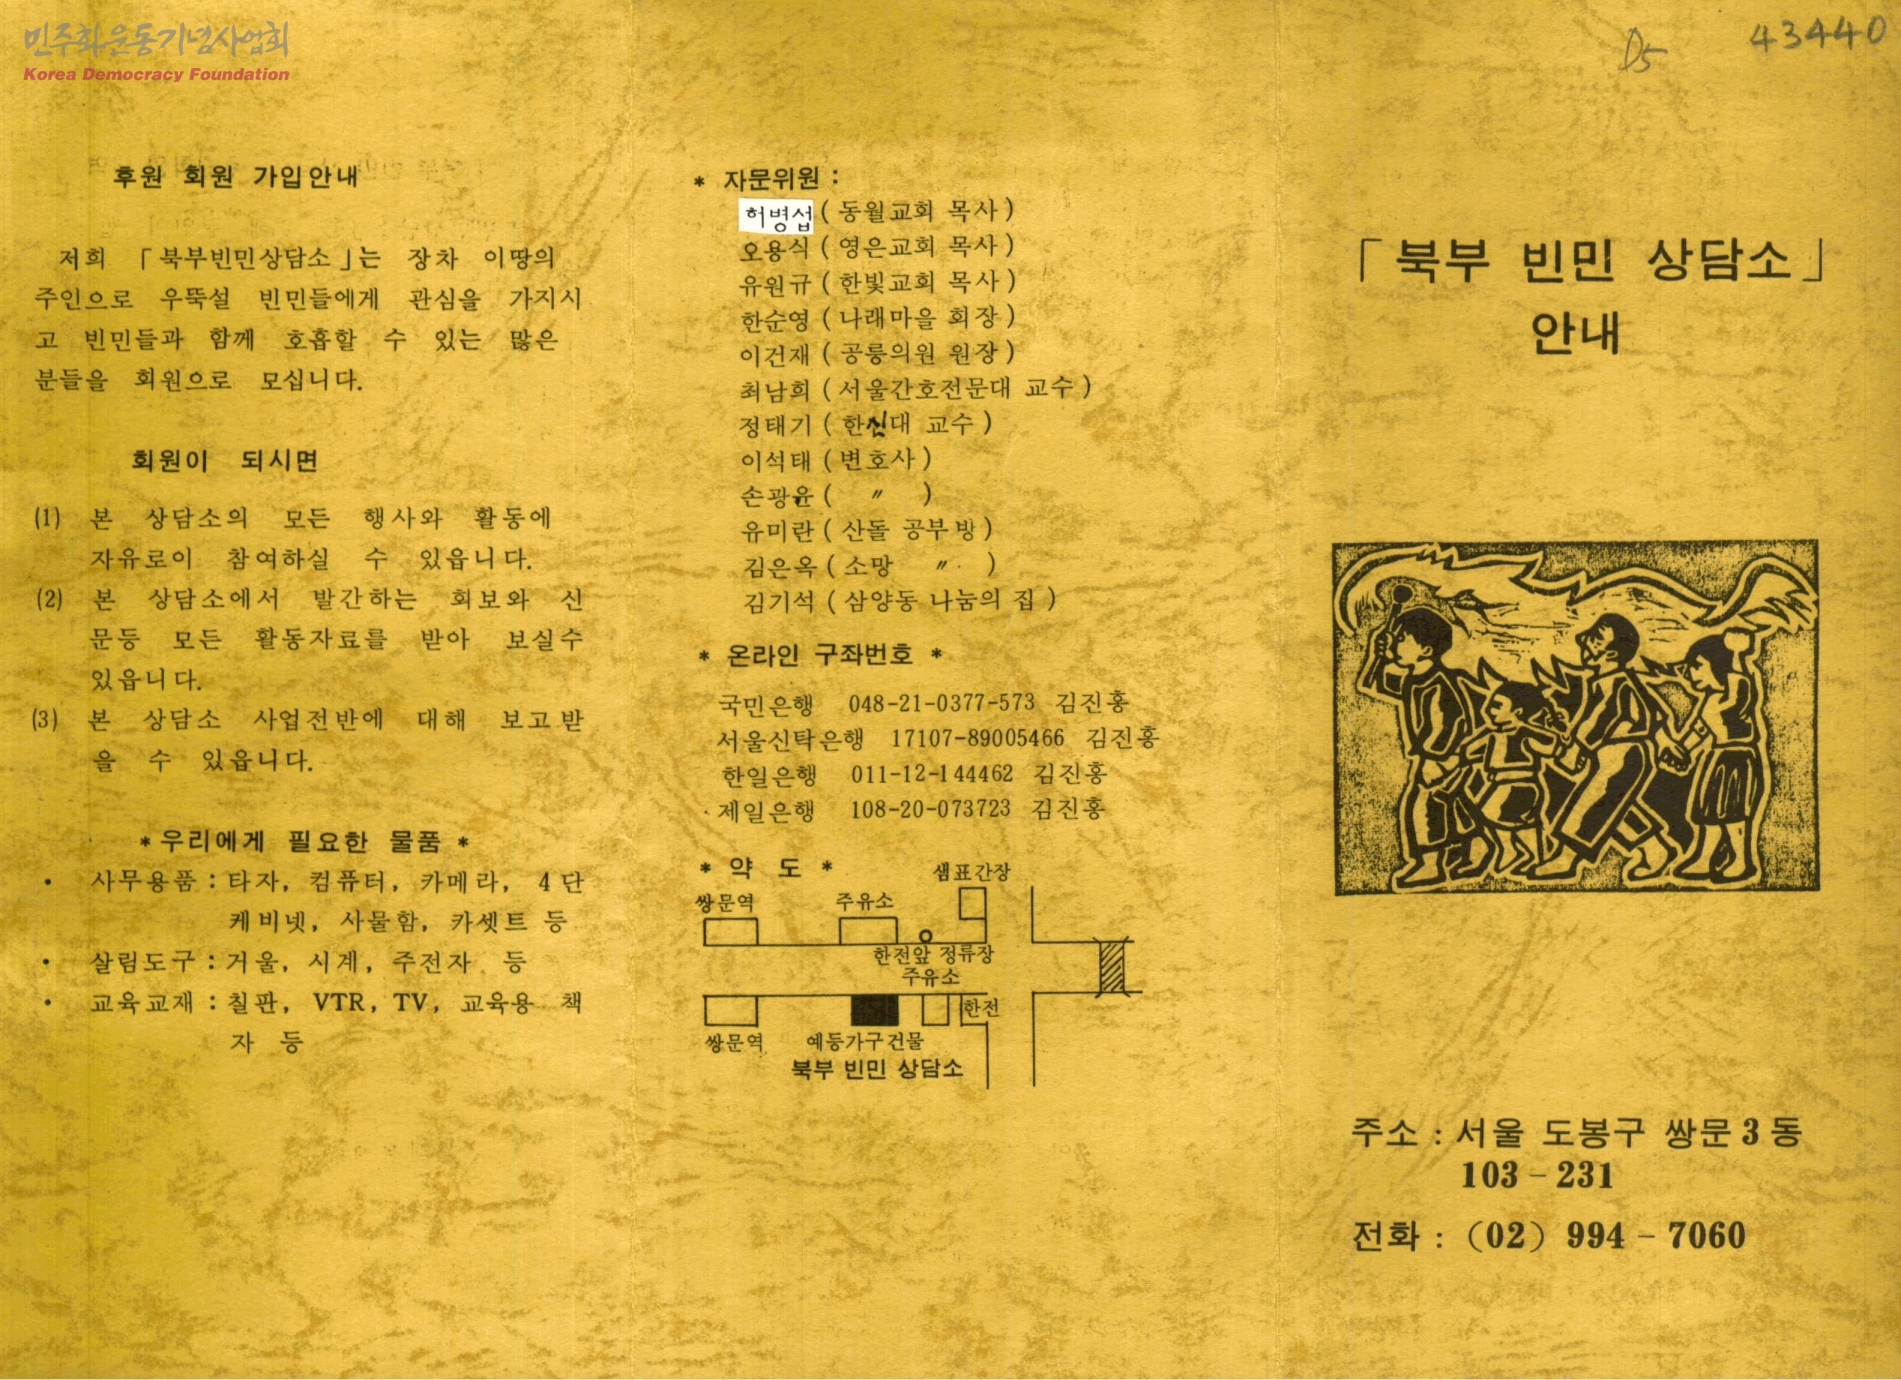 민주화운동기념사업회
Korea Democracy Foundation
D5
43440
후원 회원 가입안내
저희 「북부빈민상담소」는 장차 이땅의
주인으로 우뚝설 빈민들에게 관심을 가지시
고 빈민들과 함께 호흡할 수 있는 많은
분들을 회원으로 모십니다.
회원이 되시면
(1) 본 상담소의 모든 행사와 활동에
자유로이 참여하실 수 있읍니다.
(2) 본 상담소에서 발간하는 회보와 신
문등 모든 활동자료를 받아 보실수
있읍니다.
(3) 본 상담소 사업전반에 대해 보고받
을 수 있읍니다.
*우리에게 필요한 물품*
• 사무용품 : 타자, 컴퓨터, 카메라, 4단
케비넷, 사물함, 카셋트 등
• 살림도구 : 거울, 시계, 주전자 등
• 교육교재 : 칠판, VTR, TV, 교육용 책
자 등
* 자문위원 :
허병섭 ( 동월교회 목사 )
오용식 ( 영은교회 목사 )
유원규 ( 한빛교회 목사 )
한순영 ( 나래마을 회장 )
이건재 ( 공릉의원 원장 )
최남희 ( 서울간호전문대 교수 )
정태기 ( 한신대 교수 )
이석태 ( 변호사 )
손광윤 ( 〃 )
유미란 ( 산돌 공부방 )
김은옥 ( 소망 〃 )
김기석 ( 삼양동 나눔의 집 )
* 온라인 구좌번호 *
국민은행 048-21-0377-573 김진홍
서울신탁은행 17107-89005466 김진홍
한일은행 011-12-144462 김진홍
제일은행 108-20-073723 김진홍
* 약 도 *
샘표간장
쌍문역 주유소
한전앞 정류장
주유소
한전
쌍문역 예등가구건물
북부 빈민 상담소
「북부 빈민 상담소」
안내
주소 : 서울 도봉구 쌍문3동
103-231
전화 : (02) 994-7060